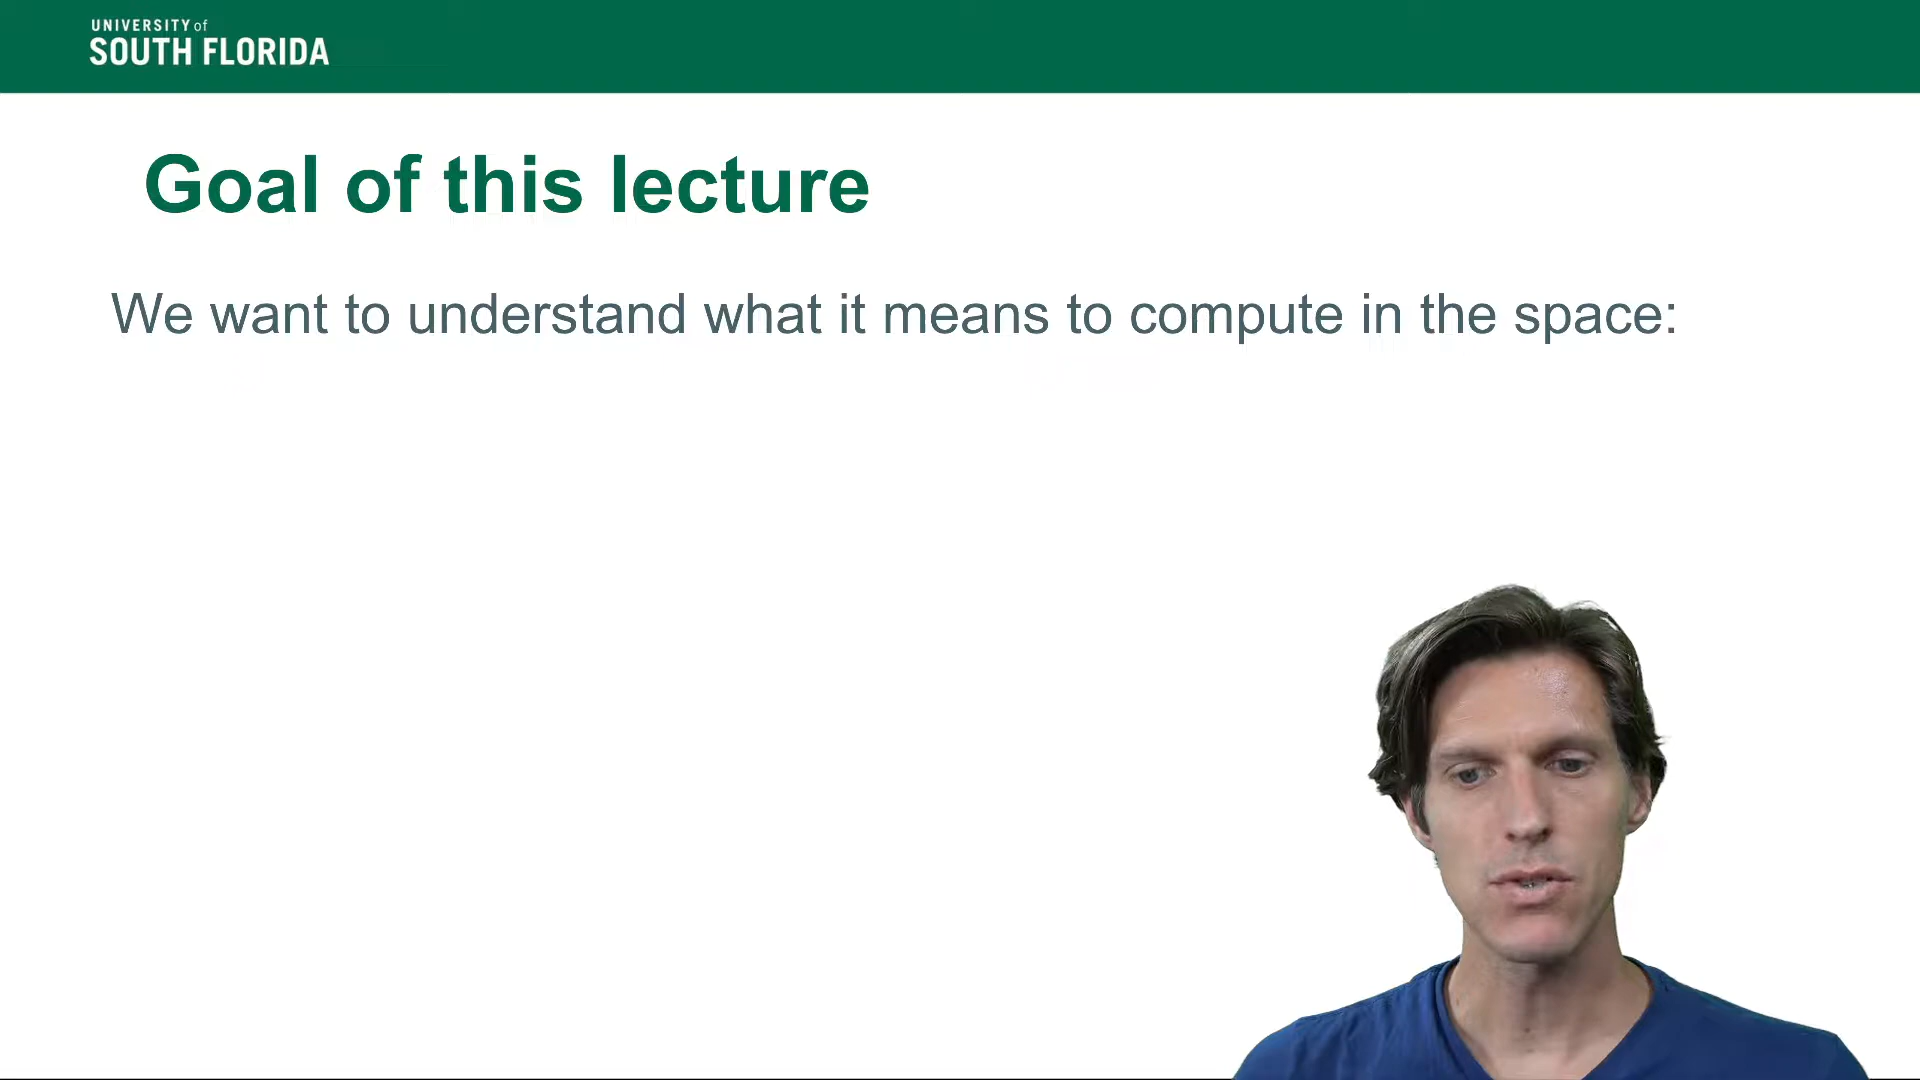 UNIVERSITY of
SOUTH FLORIDA
Goal of this lecture
We want to understand what it means to compute in the space: